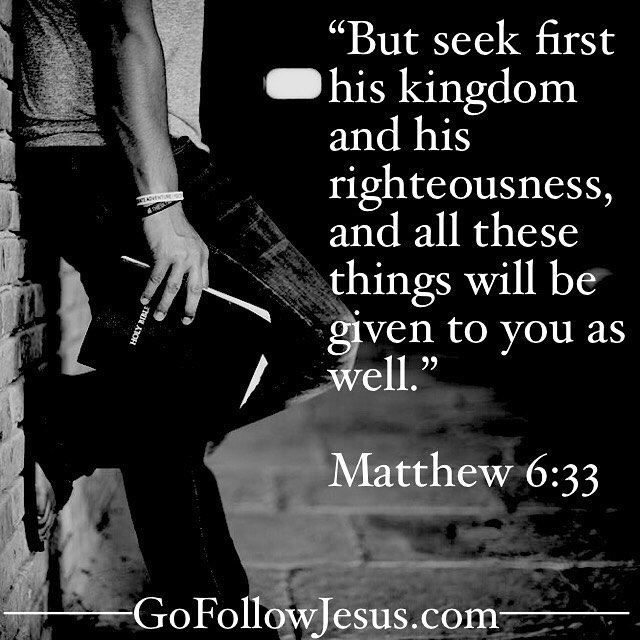 “But seek first
his kingdom
and his
righteousness,
and all these
things will be
given to you as
well.”
Matthew 6:33
HOLY BIBLE
GoFollowJesus.com